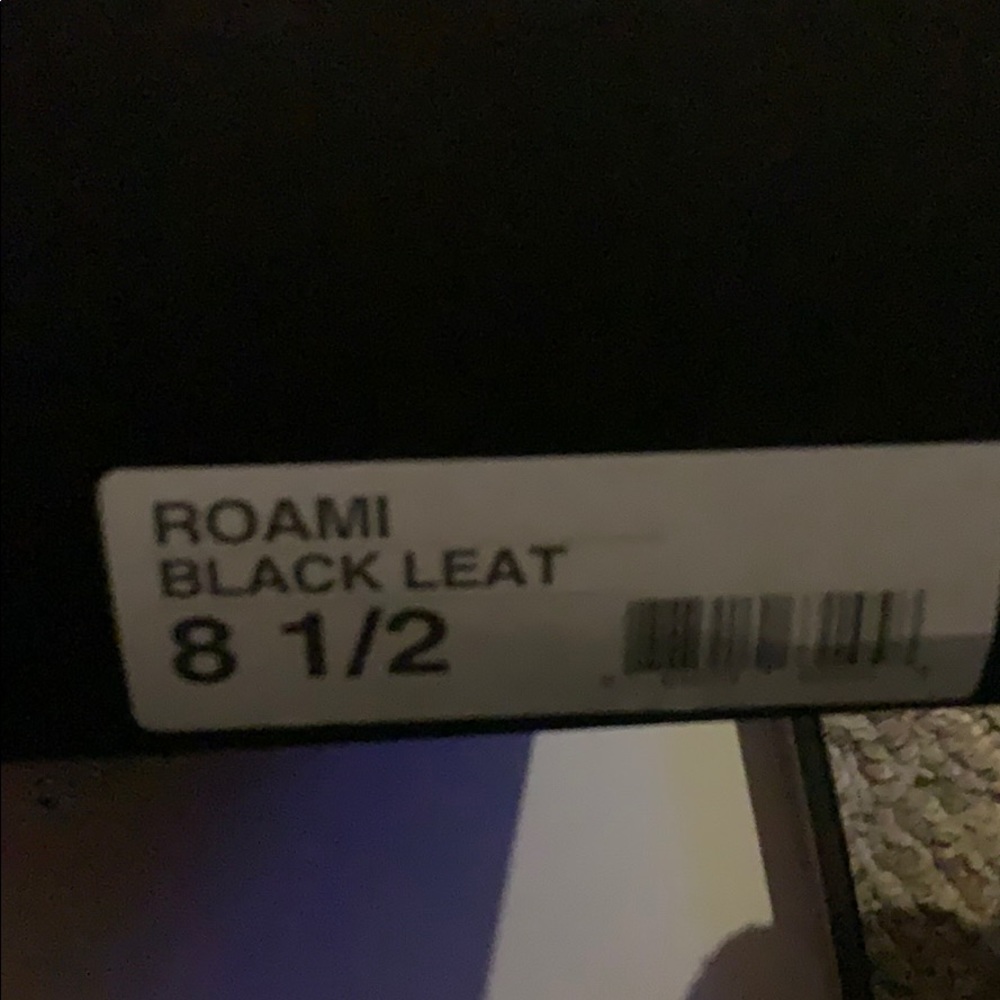 ROAMI
BLACK LEAT
8 1/2